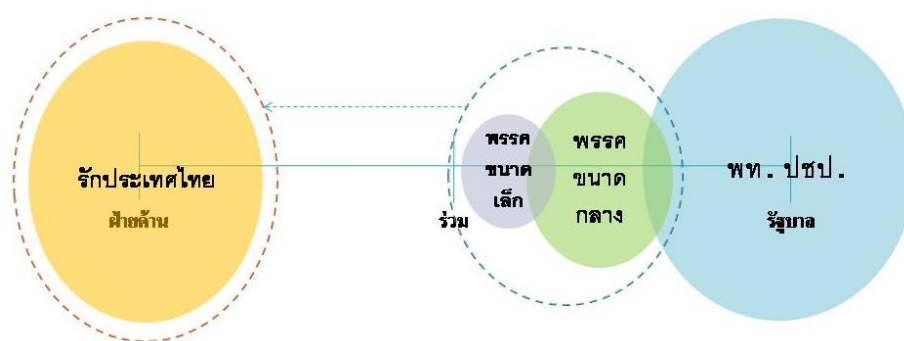 รักประเทศไทย
ฝ่ายค้าน
ร่วม
พรรค
ขนาด
เล็ก
พรรค
ขนาด
กลาง
พท. ปชป.
รัฐบาล